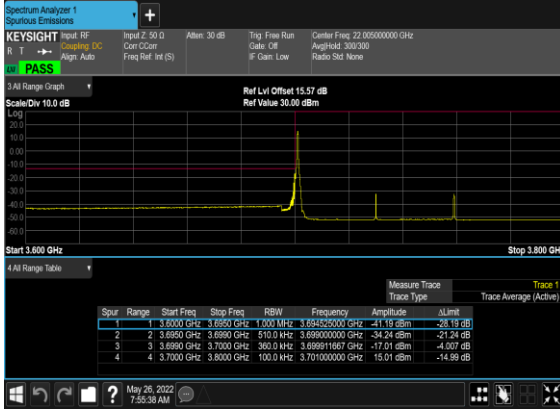 Spectrum Analyzer 1
Spurious Emissions
+
KEYSIGHT Input: RF Input Z: 50 Ω Atten: 30 dB Trig: Free Run Center Freq: 22.005000000 GHz
R T Coupling: DC Corr CCorr Gate: Off Avg|Hold: 300/300
Align: Auto Freq Ref: Int (S) IF Gain: Low Radio Std: None
PASS
3 All Range Graph
Ref Lvl Offset 15.57 dB
Scale/Div 10.0 dB Ref Value 30.00 dBm
Log
20.0
10.0
0.00
-10.0
-20.0
-30.0
-40.0
-50.0
-60.0
Start 3.600 GHz Stop 3.800 GH
4 All Range Table
Measure Trace Trace 1
Trace Type Trace Average (Active)
Spur Range Start Freq Stop Freq RBW Frequency Amplitude ΔLimit
1 1 3.6000 GHz 3.6950 GHz 1.000 MHz 3.694525000 GHz -41.19 dBm -28.19 dB
2 2 3.6950 GHz 3.6990 GHz 510.0 kHz 3.699000000 GHz -34.24 dBm -21.24 dB
3 3 3.6990 GHz 3.7000 GHz 360.0 kHz 3.699911667 GHz -17.01 dBm -4.007 dB
4 4 3.7000 GHz 3.8000 GHz 100.0 kHz 3.701000000 GHz 15.01 dBm -14.99 dB
? May 26, 2022
7:55:38 AM